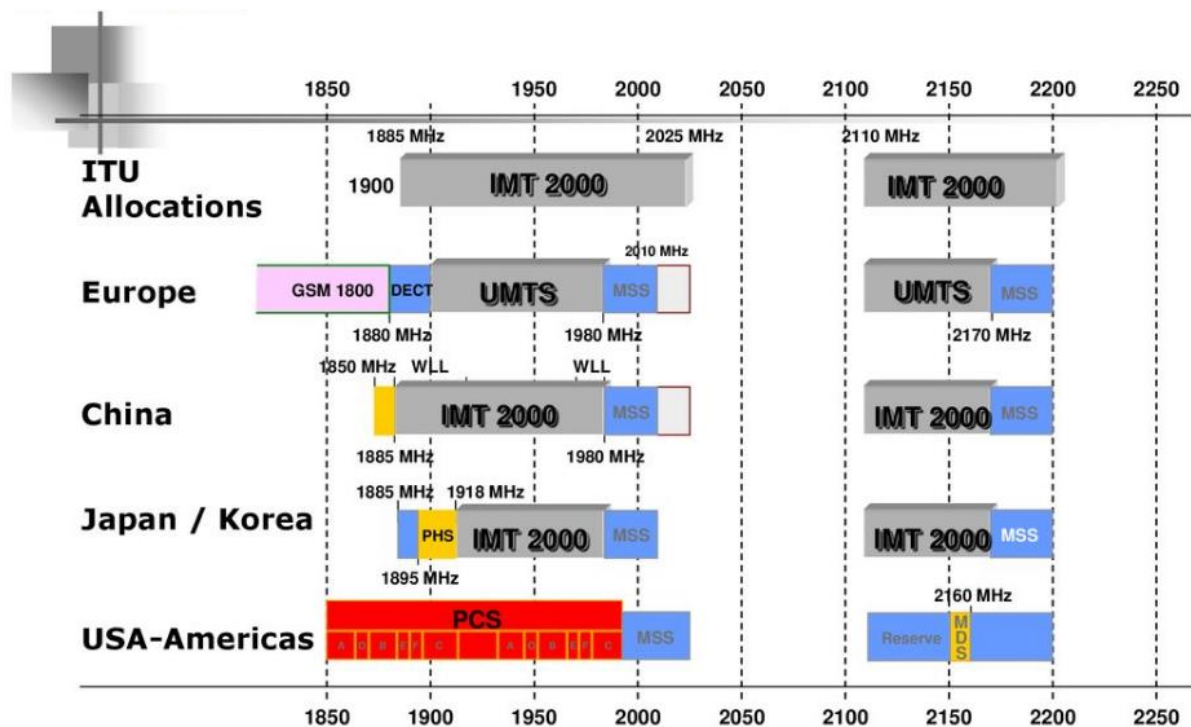 1850 1950 2000 2050 2100 2150 2200 2250
1885 MHz 2025 MHz 2110 MHz
ITU
Allocations
1900 IMT 2000 IMT 2000
2010 MHz
Europe GSM 1800 DECT UMTS MSS UMTS MSS
1880 MHz 1980 MHz 2170 MHz
1850 MHz WLL WLL
China IMT 2000 MSS IMT 2000 MSS
1885 MHz 1980 MHz
1885 MHz 1918 MHz
Japan / Korea PHS IMT 2000 MSS IMT 2000 MSS
1895 MHz
2160 MHz
PCS
USA-Americas A D B E F C A D B E F C MSS Reserve MDS
1850 1900 1950 2000 2050 2100 2150 2200 2250